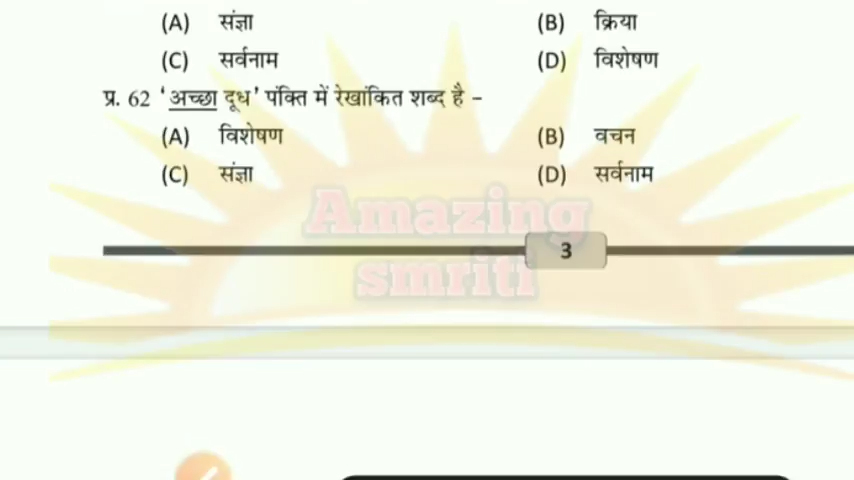 (A) संज्ञा (B) क्रिया
(C) सर्वनाम (D) विशेषण
प्र. 62 ‘अच्छा दूध’ पंक्ति में रेखांकित शब्द है –
(A) विशेषण (B) वचन
(C) संज्ञा (D) सर्वनाम
Amazing
3
smriti